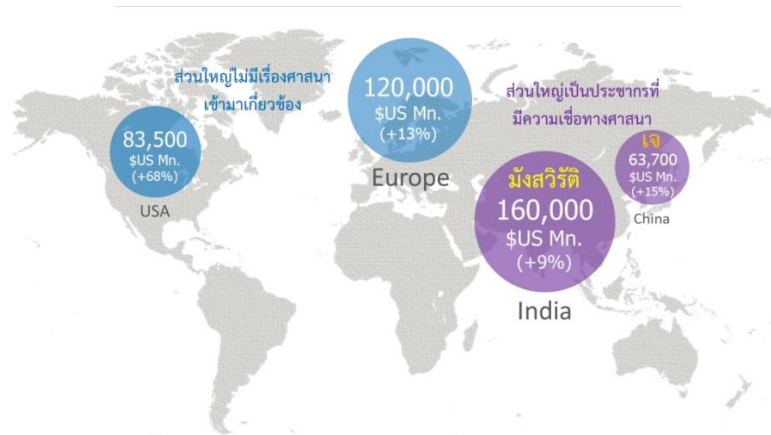 ส่วนใหญ่ไม่มีเรื่องศาสนา
เข้ามาเกี่ยวข้อง
83,500
$US Mn.
(+68%)
USA
120,000
$US Mn.
(+13%)
Europe
ส่วนใหญ่เป็นประชากรที่
มีความเชื่อทางศาสนา
มังสวิรัติ
160,000
$US Mn.
(+9%)
India
เจ
63,700
$US Mn.
(+15%)
China